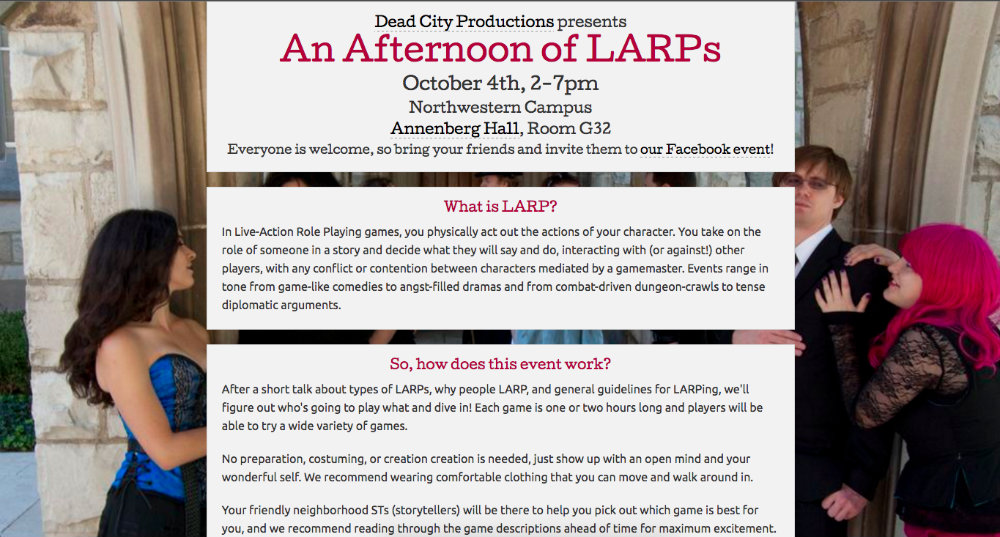 Dead City Productions presents
An Afternoon of LARPs
October 4th, 2-7pm
Northwestern Campus
Annenberg Hall, Room G32
Everyone is welcome, so bring your friends and invite them to our Facebook event!
What is LARP?
In Live-Action Role Playing games, you physically act out the actions of your character. You take on the
role of someone in a story and decide what they will say and do, interacting with (or against!) other
players, with any conflict or contention between characters mediated by a gamemaster. Events range in
tone from game-like comedies to angst-filled dramas and from combat-driven dungeon-crawls to tense
diplomatic arguments.
So, how does this event work?
After a short talk about types of LARPs, why people LARP, and general guidelines for LARPing, we'll
figure out who's going to play what and dive in! Each game is one or two hours long and players will be
able to try a wide variety of games.
No preparation, costuming, or creation creation is needed, just show up with an open mind and your
wonderful self. We recommend wearing comfortable clothing that you can move and walk around in.
Your friendly neighborhood STs (storytellers) will be there to help you pick out which game is best for
you, and we recommend reading through the game descriptions ahead of time for maximum excitement.